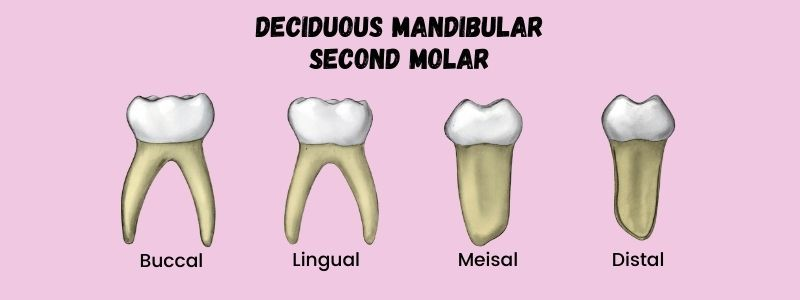 DECIDUOUS MANDIBULAR
SECOND MOLAR
Buccal
Lingual
Meisal
Distal